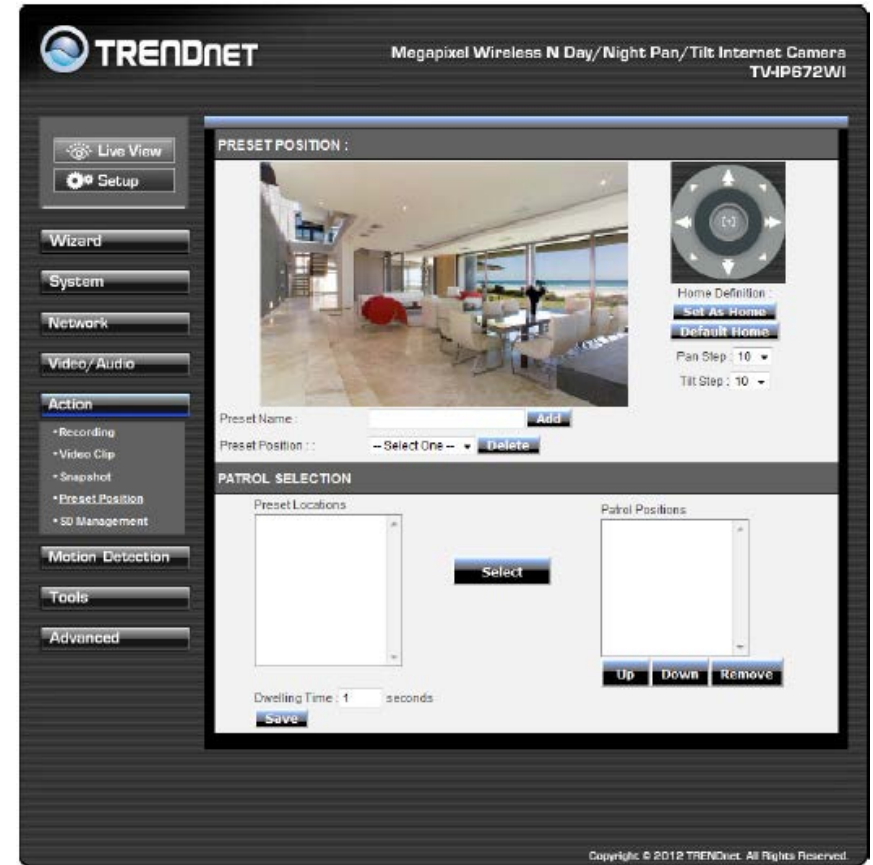 TRENDnet
Megapixel Wireless N Day/Night Pan/Tilt Internet Camera
TV-IP672WI
Live View
Setup
Wizard
System
Network
Video/Audio
Action
•Recording
•Video Clip
•Snapshot
•Preset Position
•SD Management
Motion Detection
Tools
Advanced
PRESET POSITION :
Home Definition :
Set As Home
Default Home
Pan Step : 10
Tilt Step : 10
Preset Name : Add
Preset Position : : -- Select One -- Delete
PATROL SELECTION
Preset Locations
Select
Patrol Positions
Up Down Remove
Dwelling Time : 1 seconds
Save
Copyright © 2012 TRENDnet. All Rights Reserved.